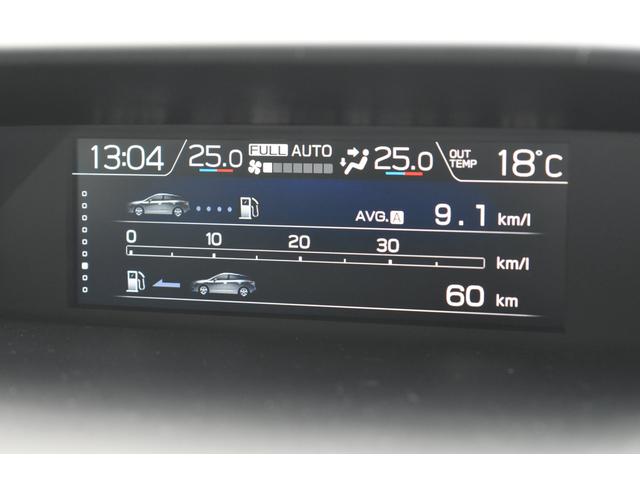 13:04 25.0 FULL AUTO 25.0 OUT TEMP 18°C
AVG. A 9.1 km/l
0 10 20 30 km/l
60 km